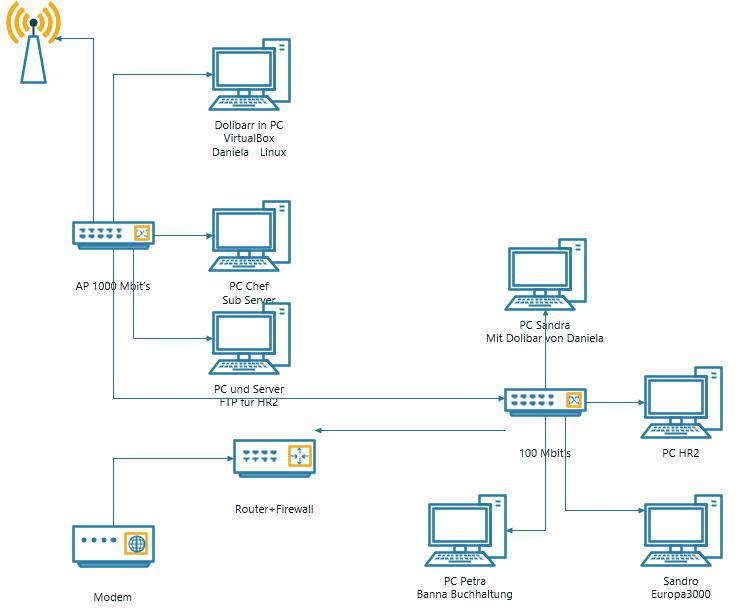 Dolibarr in PC
VirtualBox
Daniela Linux
AP 1000 Mbit's
PC Chef
Sub Server
PC Sandra
Mit Dolibar von Daniela
PC und Server
FTP für HR2
100 Mbit's
PC HR2
Router+Firewall
PC Petra
Banna Buchhaltung
Sandro
Europa3000
Modem